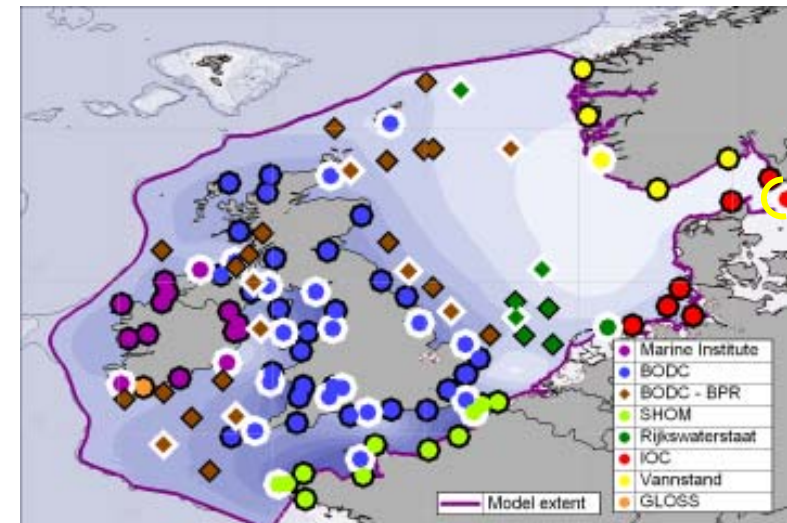 Marine Institute
BODC
BODC - BPR
SHOM
Rijkswaterstaat
IOC
Vannstand
GLOSS
Model extent